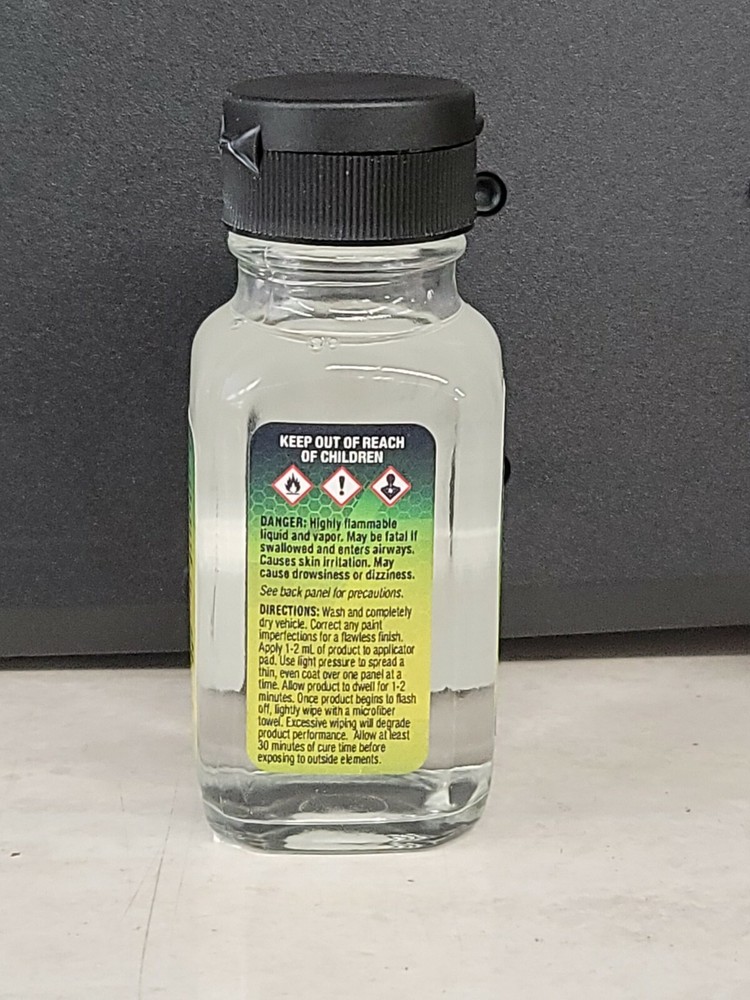 KEEP OUT OF REACH
OF CHILDREN
DANGER: Highly flammable
liquid and vapor. May be fatal if
swallowed and enters airways.
Causes skin irritation. May
cause drowsiness or dizziness.
See back panel for precautions.
DIRECTIONS: Wash and completely
dry vehicle. Correct any paint
imperfections for a flawless finish.
Apply 1-2 mL of product to applicator
pad. Use light pressure to spread a
thin, even coat over one panel at a
time. Allow product to dwell for 1-2
minutes. Once product begins to flash
off, lightly wipe with a microfiber
towel. Excessive wiping will degrade
product performance. Allow at least
30 minutes of cure time before
exposing to outside elements.